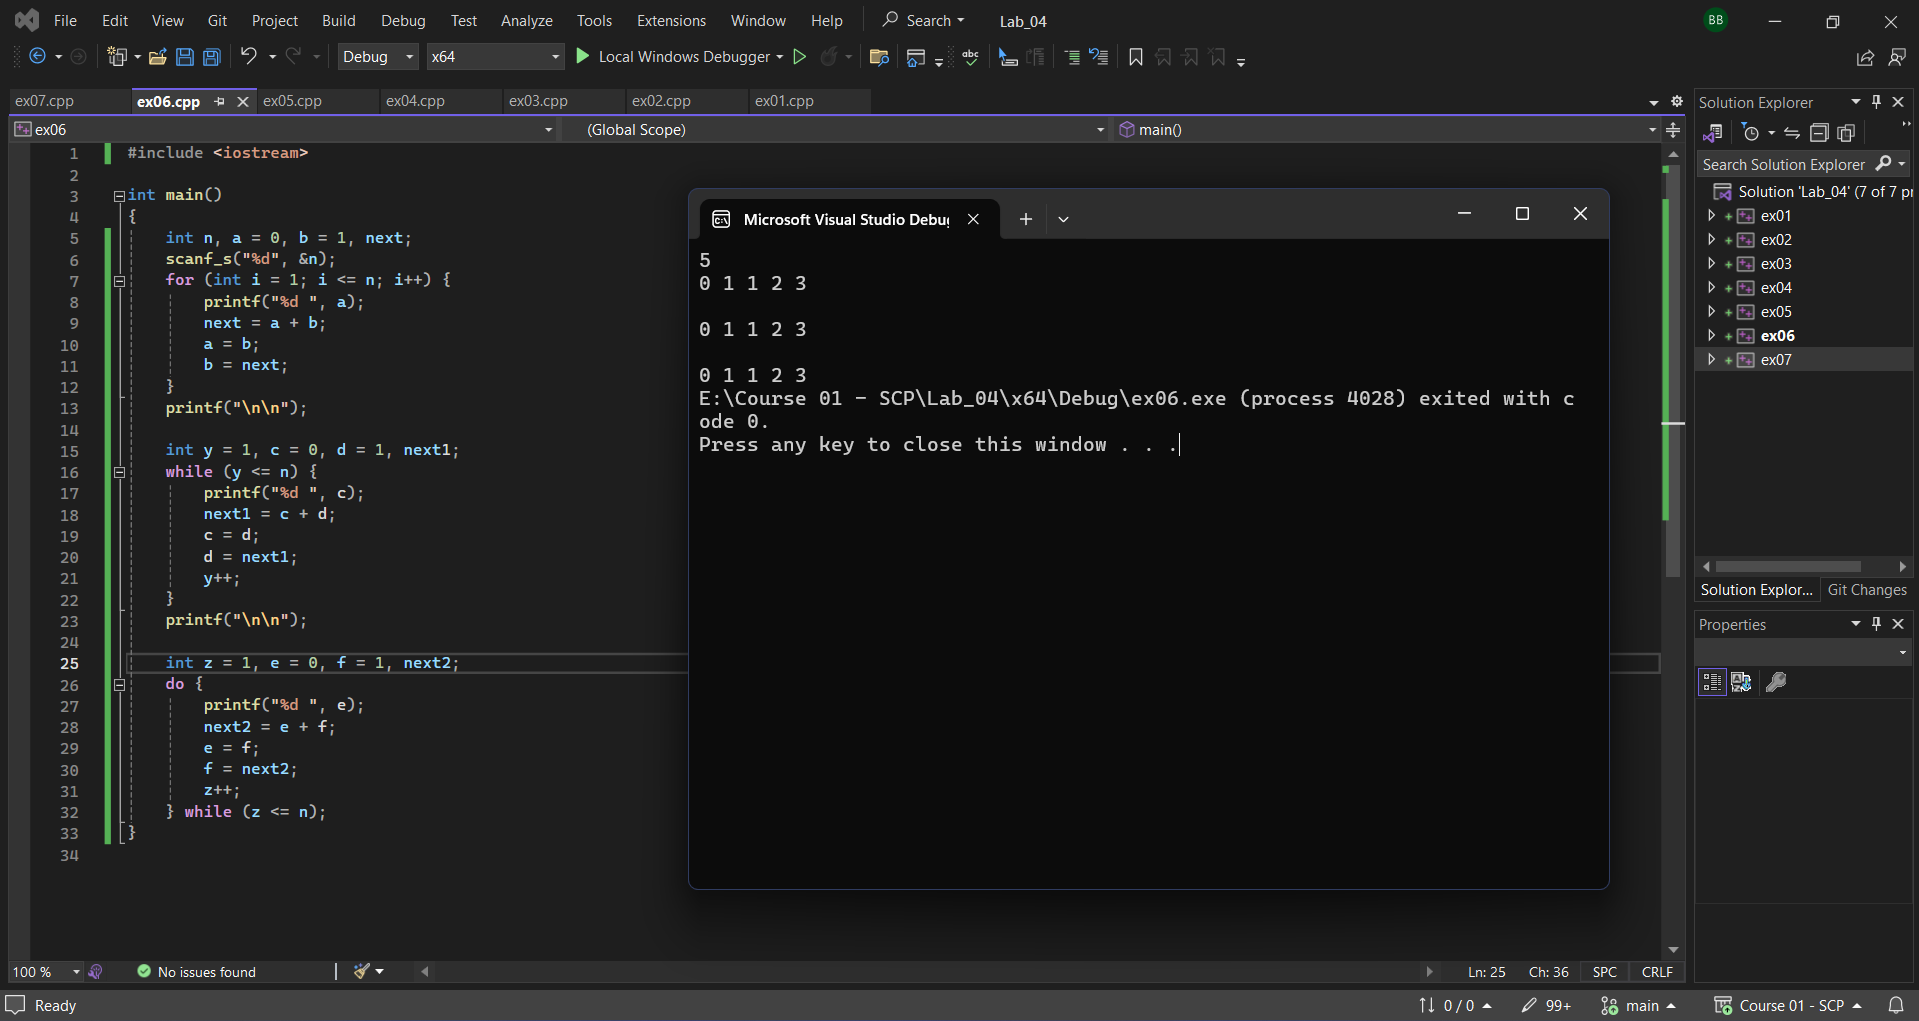 File Edit View Git Project Build Debug Test Analyze Tools Extensions Window Help Search Lab_04 BB
Debug x64 Local Windows Debugger abc
ex07.cpp ex06.cpp ex05.cpp ex04.cpp ex03.cpp ex02.cpp ex01.cpp
ex06 (Global Scope) main()
1 #include <iostream>
2
3 int main()
4 {
5 int n, a = 0, b = 1, next;
6 scanf_s("%d", &n);
7 for (int i = 1; i <= n; i++) {
8 printf("%d ", a);
9 next = a + b;
10 a = b;
11 b = next;
12 }
13 printf("\n\n");
14
15 int y = 1, c = 0, d = 1, next1;
16 while (y <= n) {
17 printf("%d ", c);
18 next1 = c + d;
19 c = d;
20 d = next1;
21 y++;
22 }
23 printf("\n\n");
24
25 int z = 1, e = 0, f = 1, next2;
26 do {
27 printf("%d ", e);
28 next2 = e + f;
29 e = f;
30 f = next2;
31 z++;
32 } while (z <= n);
33 }
34
Microsoft Visual Studio Debu
C:\
5
0 1 1 2 3
0 1 1 2 3
0 1 1 2 3
E:\Course 01 - SCP\Lab_04\x64\Debug\ex06.exe (process 4028) exited with c
ode 0.
Press any key to close this window . . .
Solution Explorer
Search Solution Explorer
Solution 'Lab_04' (7 of 7 pr
ex01
ex02
ex03
ex04
ex05
ex06
ex07
Solution Explor... Git Changes
Properties
100 % No issues found Ln: 25 Ch: 36 SPC CRLF
Ready 0 / 0 99+ main Course 01 - SCP